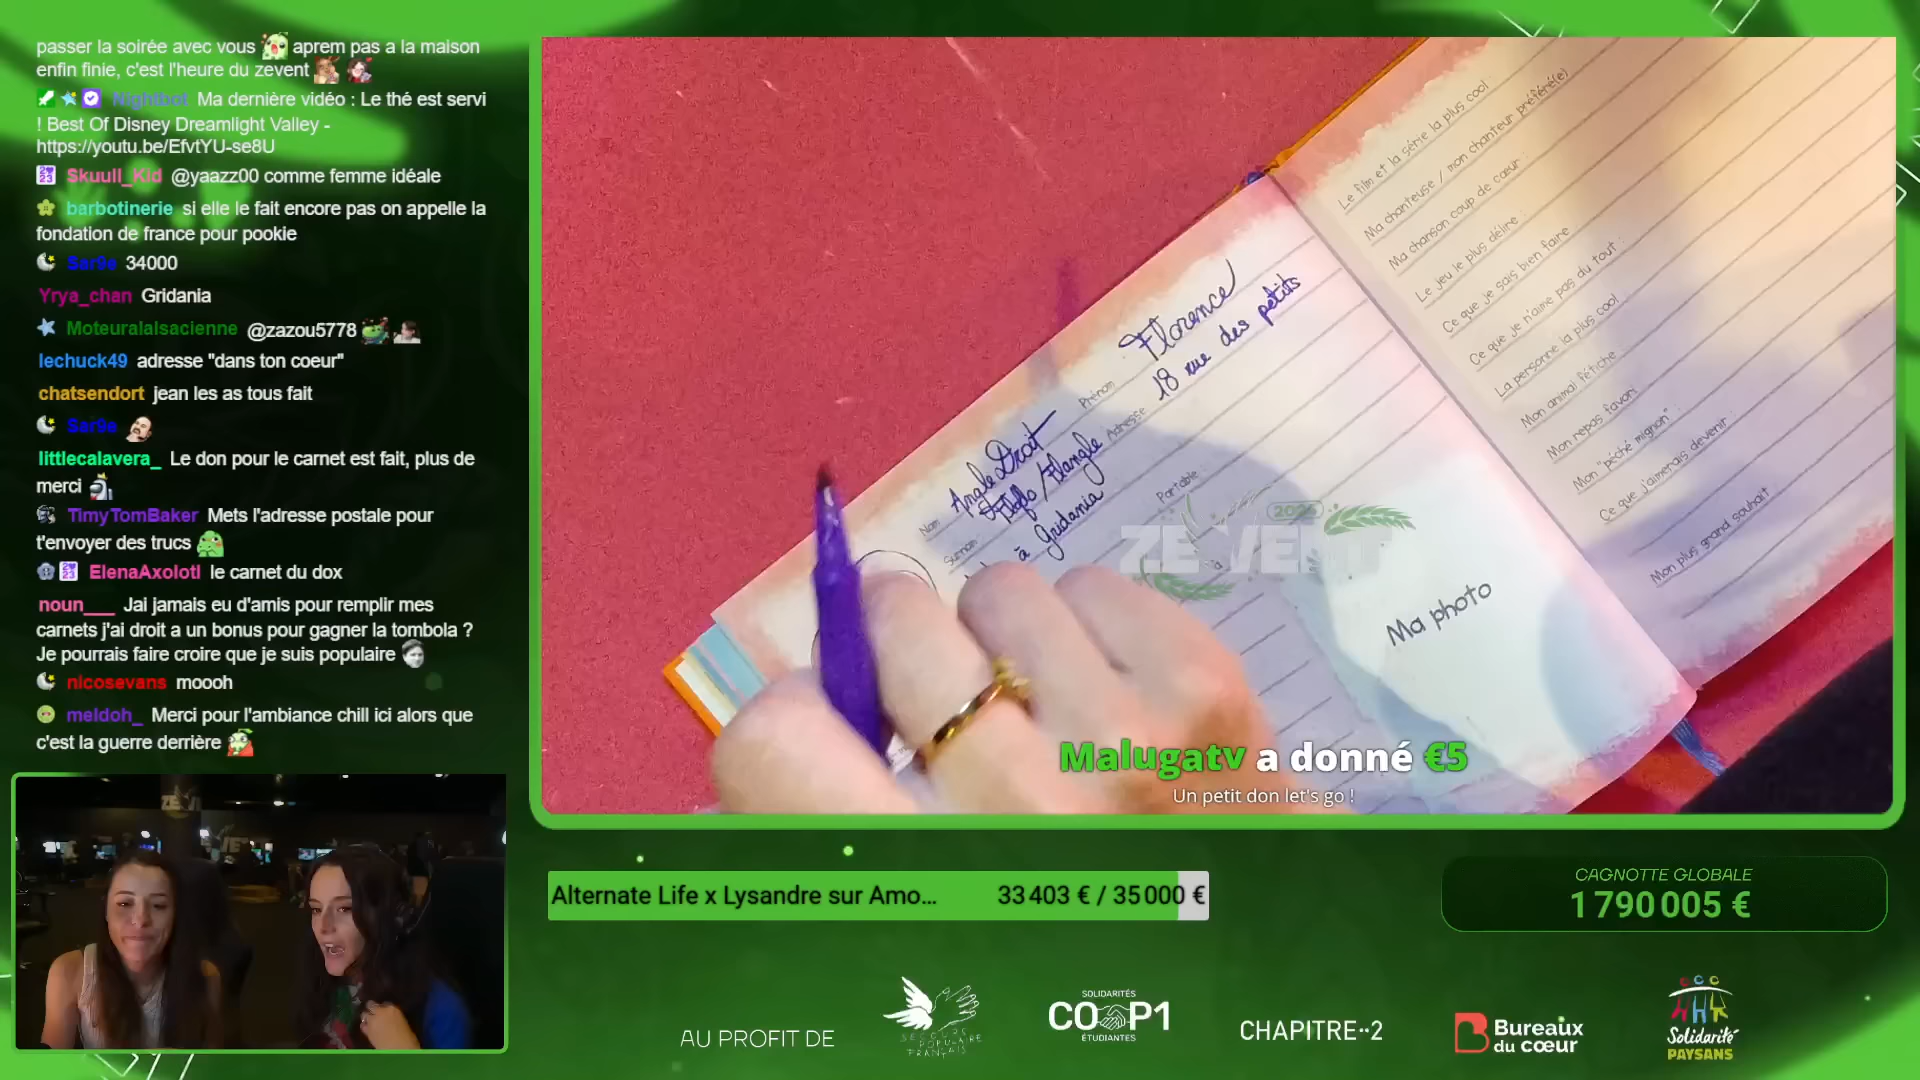 passer la soirée avec vous aprem pas a la maison
enfin finie, c'est l'heure du zevent
Nightbot Ma dernière vidéo : Le thé est servi
! Best Of Disney Dreamlight Valley -
https://youtu.be/EfvtYU-se8U
Skuull_Kid @yaazz00 comme femme idéale
barbotinerie si elle le fait encore pas on appelle la
fondation de france pour pookie
Sar9e 34000
Yrya_chan Gridania
Moteuralalsacienne @zazou5778
lechuck49 adresse "dans ton coeur"
chatsendort jean les as tous fait
Sar9e
littlecalavera_ Le don pour le carnet est fait, plus de
merci
TimyTomBaker Mets l'adresse postale pour
t'envoyer des trucs
ElenaAxolotl le carnet du dox
noun___ Jai jamais eu d'amis pour remplir mes
carnets j'ai droit a un bonus pour gagner la tombola ?
Je pourrais faire croire que je suis populaire
nicosevans moooh
meldoh_ Merci pour l'ambiance chill ici alors que
c'est la guerre derrière
Nom Angle Droit
Prénom Florence
Surnom Floflo / Flangle
Adresse 18 rue des petits
à Gridania
Portable
à
Ma photo
Le film et la série la plus cool
Ma chanteuse / mon chanteur préféré(e)
Ma chanson coup de cœur :
Le jeu le plus délire
Ce que je sais bien faire
Ce que je n'aime pas du tout :
La personne la plus cool
Mon animal fétiche
Mon repas favori
Mon "péché mignon" :
Ce que j'aimerais devenir :
Mon plus grand souhait
ZEVENT
Malugatv a donné €5
Un petit don let's go !
Alternate Life x Lysandre sur Amo... 33 403 € / 35 000 €
CAGNOTTE GLOBALE
1 790 005 €
AU PROFIT DE
SECOURS
POPULAIRE
FRANÇAIS
SOLIDARITÉS
COP1
ÉTUDIANTES
CHAPITRE··2
Bureaux
du cœur
Solidarité
PAYSANS